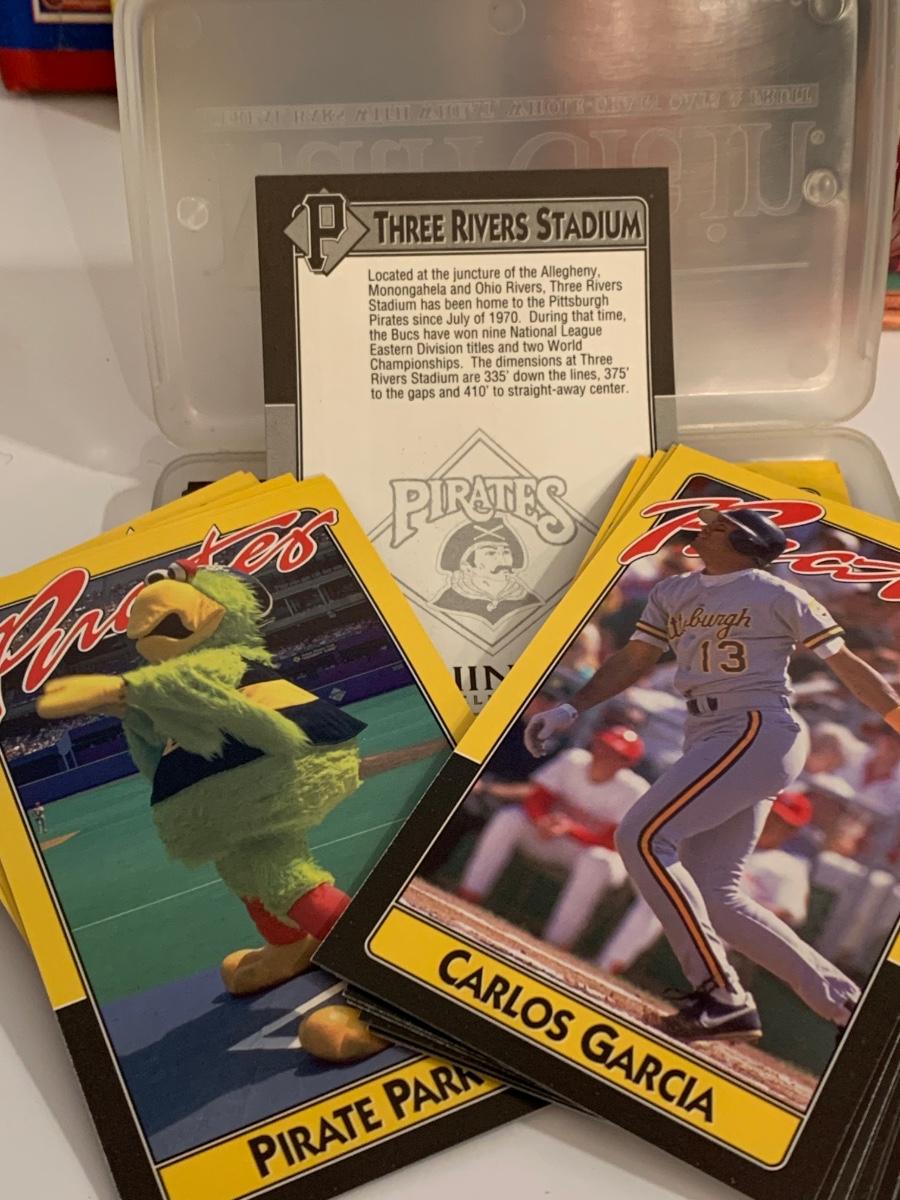 P THREE RIVERS STADIUM
Located at the juncture of the Allegheny,
Monongahela and Ohio Rivers, Three Rivers
Stadium has been home to the Pittsburgh
Pirates since July of 1970. During that time,
the Bucs have won nine National League
Eastern Division titles and two World
Championships. The dimensions at Three
Rivers Stadium are 335' down the lines, 375'
to the gaps and 410' to straight-away center.
PIRATES
Pirates
PIRATE PARR
Pirat
ttsburgh
13
CARLOS GARCIA